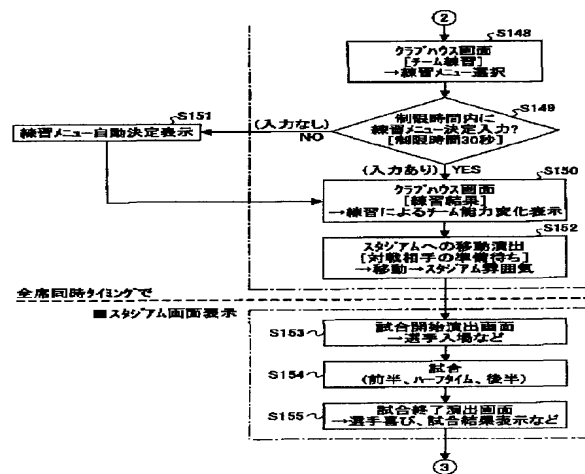 ②
S148
クラブハウス画面
[チーム練習]
→練習メニュー選択
S149
制限時間内に
練習メニュー決定入力?
[制限時間30秒]
(入力なし)
NO
S151
練習メニュー自動決定表示
(入力あり) YES
S150
クラブハウス画面
[練習結果]
→練習によるチーム能力変化表示
S152
スタジアムへの移動演出
[対戦相手の準備待ち]
→移動→スタジアム雰囲気
全席同時タイミングで
■スタジアム画面表示
S153
試合開始演出画面
→選手入場など
S154
試合
(前半、ハーフタイム、後半)
S155
試合終了演出画面
→選手喜び、試合結果表示など
③